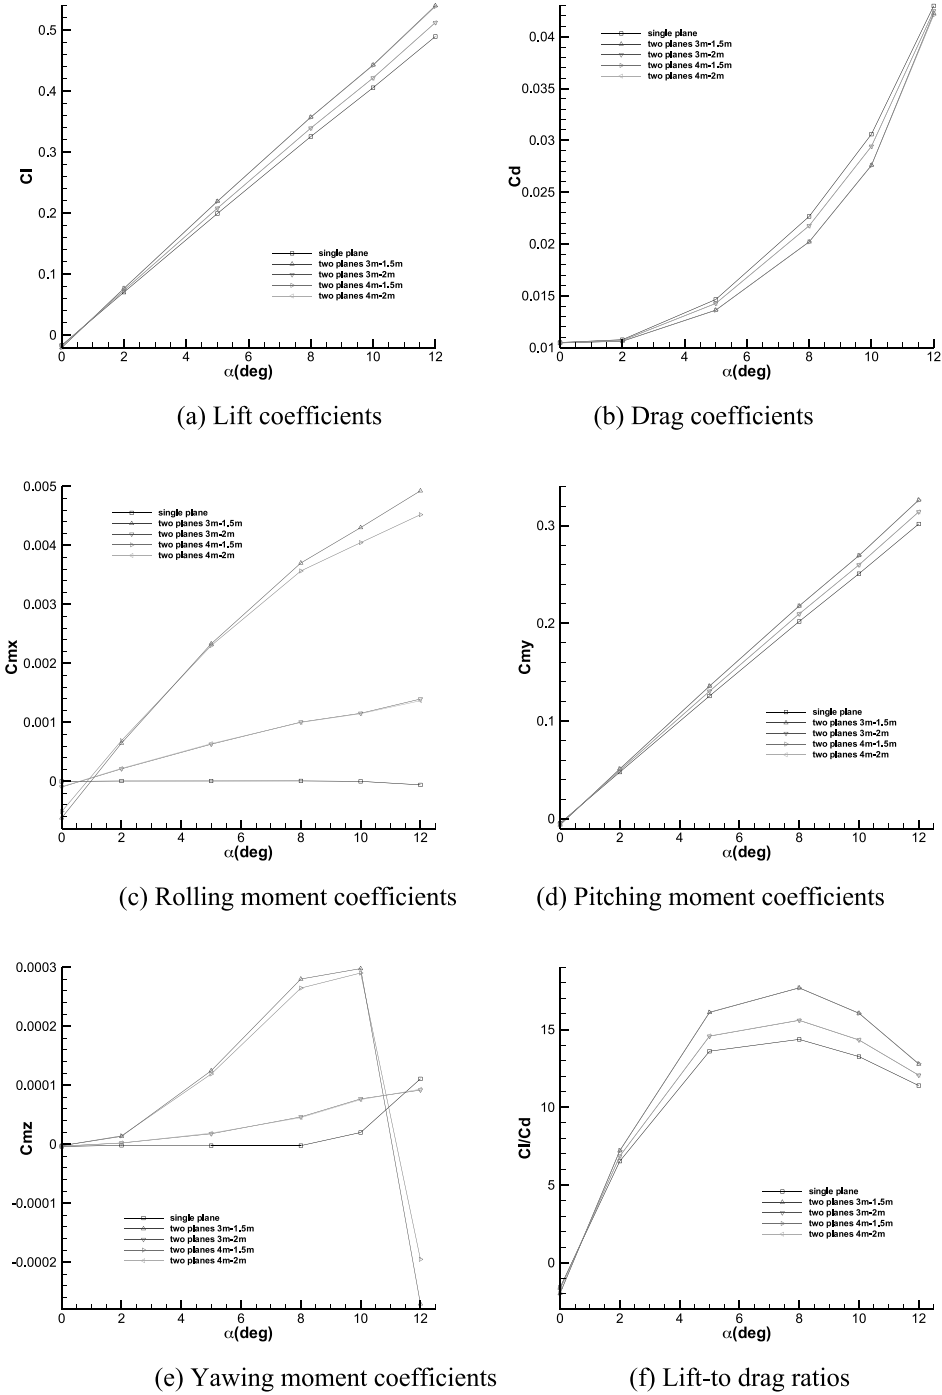 0.5
0.4
0.3
0.2
0.1
0
Cl
single plane
two planes 3m-1.5m
two planes 3m-2m
two planes 4m-1.5m
two planes 4m-2m
0 2 4 6 8 10 12
α(deg)
(a) Lift coefficients
0.04
0.035
0.03
0.025
0.02
0.015
0.01
Cd
single plane
two planes 3m-1.5m
two planes 3m-2m
two planes 4m-1.5m
two planes 4m-2m
0 2 4 6 8 10 12
α(deg)
(b) Drag coefficients
0.005
0.004
0.003
0.002
0.001
0
Cmx
single plane
two planes 3m-1.5m
two planes 3m-2m
two planes 4m-1.5m
two planes 4m-2m
0 2 4 6 8 10 12
α(deg)
(c) Rolling moment coefficients
0.3
0.2
0.1
0
Cmy
single plane
two planes 3m-1.5m
two planes 3m-2m
two planes 4m-1.5m
two planes 4m-2m
0 2 4 6 8 10 12
α(deg)
(d) Pitching moment coefficients
0.0003
0.0002
0.0001
0
-0.0001
-0.0002
Cmz
single plane
two planes 3m-1.5m
two planes 3m-2m
two planes 4m-1.5m
two planes 4m-2m
0 2 4 6 8 10 12
α(deg)
(e) Yawing moment coefficients
15
10
5
0
Cl/Cd
single plane
two planes 3m-1.5m
two planes 3m-2m
two planes 4m-1.5m
two planes 4m-2m
0 2 4 6 8 10 12
α(deg)
(f) Lift-to drag ratios